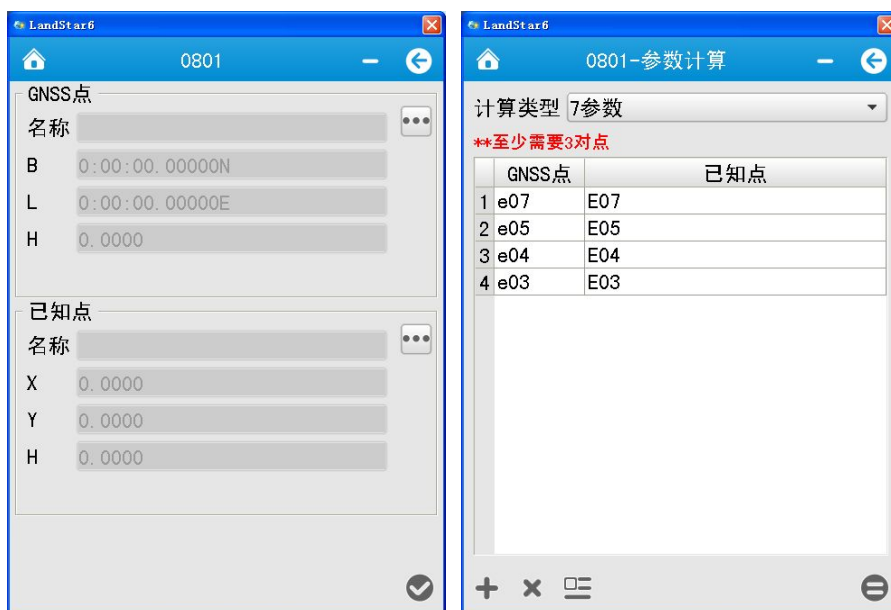 LandStar6
0801
GNSS点
名称
B 0:00:00.00000N
L 0:00:00.00000E
H 0.0000
已知点
名称
X 0.0000
Y 0.0000
H 0.0000
LandStar6
0801-参数计算
计算类型 7参数
**至少需要3对点
GNSS点 已知点
1 e07 E07
2 e05 E05
3 e04 E04
4 e03 E03